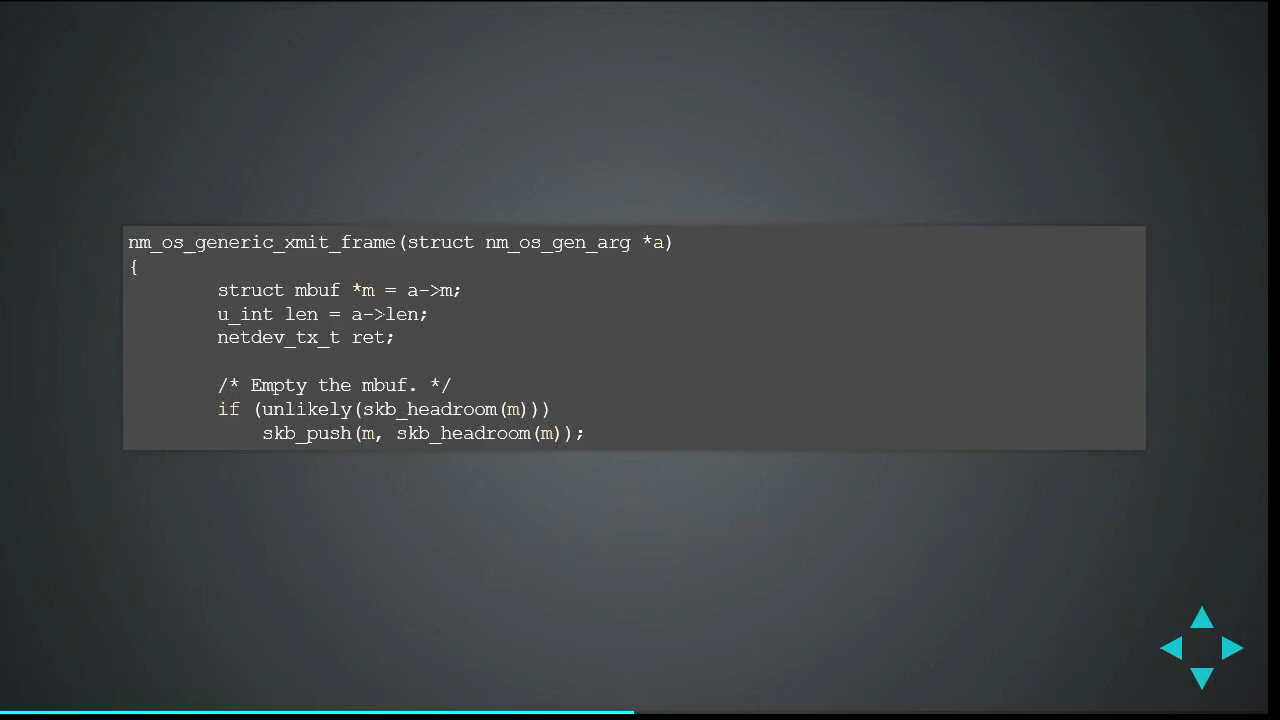 nm_os_generic_xmit_frame(struct nm_os_gen_arg *a)
{
        struct mbuf *m = a->m;
        u_int len = a->len;
        netdev_tx_t ret;

        /* Empty the mbuf. */
        if (unlikely(skb_headroom(m)))
            skb_push(m, skb_headroom(m));